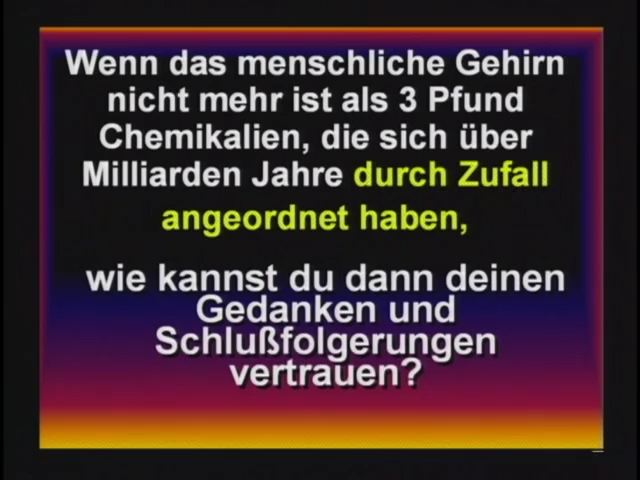 Wenn das menschliche Gehirn
nicht mehr ist als 3 Pfund
Chemikalien, die sich über
Milliarden Jahre durch Zufall
angeordnet haben,
wie kannst du dann deinen
Gedanken und
Schlußfolgerungen
vertrauen?